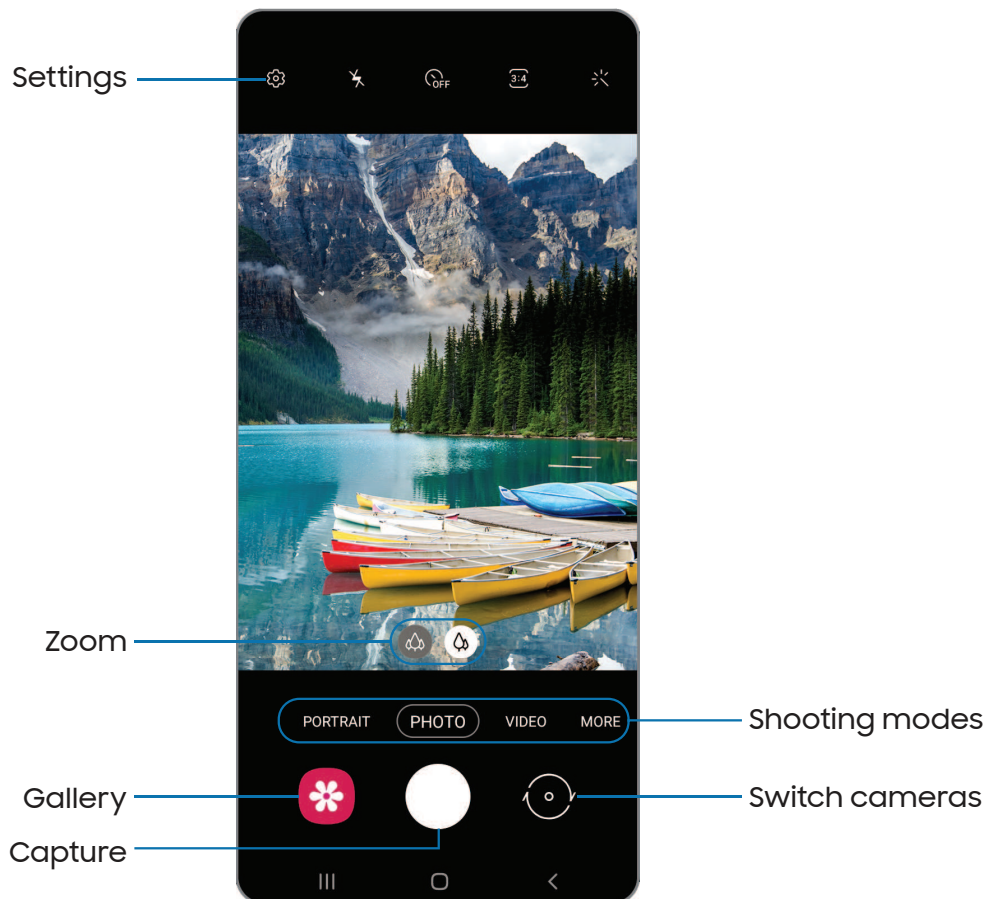 Settings
OFF
3:4
Zoom
PORTRAIT PHOTO VIDEO MORE
Shooting modes
Gallery
Switch cameras
Capture